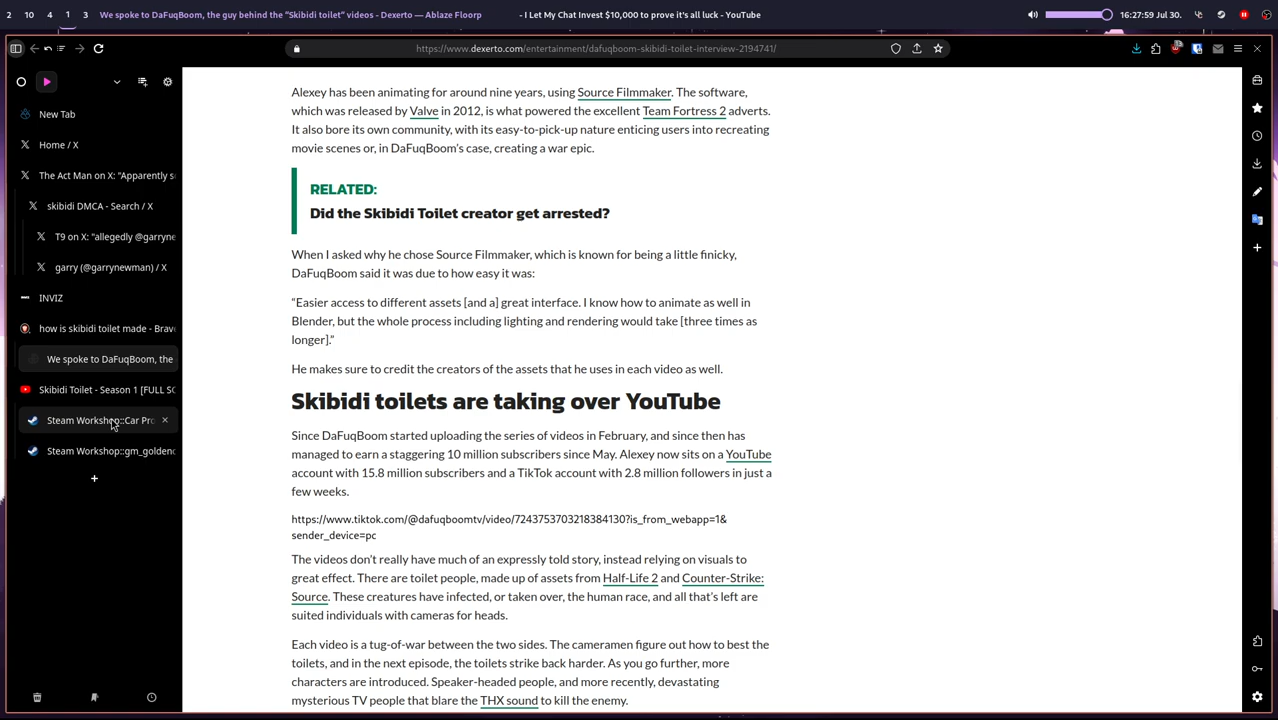 2 10 4 1 3 We spoke to DaFuqBoom, the guy behind the “Skibidi toilet” videos - Dexerto — Ablaze Floorp - I Let My Chat Invest $10,000 to prove it's all luck - YouTube 16:27:59 Jul 30.
https://www.dexerto.com/entertainment/dafuqboom-skibidi-toilet-interview-2194741/
New Tab
Home / X
The Act Man on X: “Apparently s
skibidi DMCA - Search / X
T9 on X: "allegedly @garryne
garry (@garrynewman) / X
INVIZ
how is skibidi toilet made - Brav
We spoke to DaFuqBoom, the
Skibidi Toilet - Season 1 [FULL SC
Steam Workshop::Car Pro
Steam Workshop::gm_goldenc
Alexey has been animating for around nine years, using Source Filmmaker. The software,
which was released by Valve in 2012, is what powered the excellent Team Fortress 2 adverts.
It also bore its own community, with its easy-to-pick-up nature enticing users into recreating
movie scenes or, in DaFuqBoom’s case, creating a war epic.
RELATED:
Did the Skibidi Toilet creator get arrested?
When I asked why he chose Source Filmmaker, which is known for being a little finicky,
DaFuqBoom said it was due to how easy it was:
“Easier access to different assets [and a] great interface. I know how to animate as well in
Blender, but the whole process including lighting and rendering would take [three times as
longer].”
He makes sure to credit the creators of the assets that he uses in each video as well.
Skibidi toilets are taking over YouTube
Since DaFuqBoom started uploading the series of videos in February, and since then has
managed to earn a staggering 10 million subscribers since May. Alexey now sits on a YouTube
account with 15.8 million subscribers and a TikTok account with 2.8 million followers in just a
few weeks.
https://www.tiktok.com/@dafuqboomtv/video/7243753703218384130?is_from_webapp=1&
sender_device=pc
The videos don’t really have much of an expressly told story, instead relying on visuals to
great effect. There are toilet people, made up of assets from Half-Life 2 and Counter-Strike:
Source. These creatures have infected, or taken over, the human race, and all that’s left are
suited individuals with cameras for heads.
Each video is a tug-of-war between the two sides. The cameramen figure out how to best the
toilets, and in the next episode, the toilets strike back harder. As you go further, more
characters are introduced. Speaker-headed people, and more recently, devastating
mysterious TV people that blare the THX sound to kill the enemy.